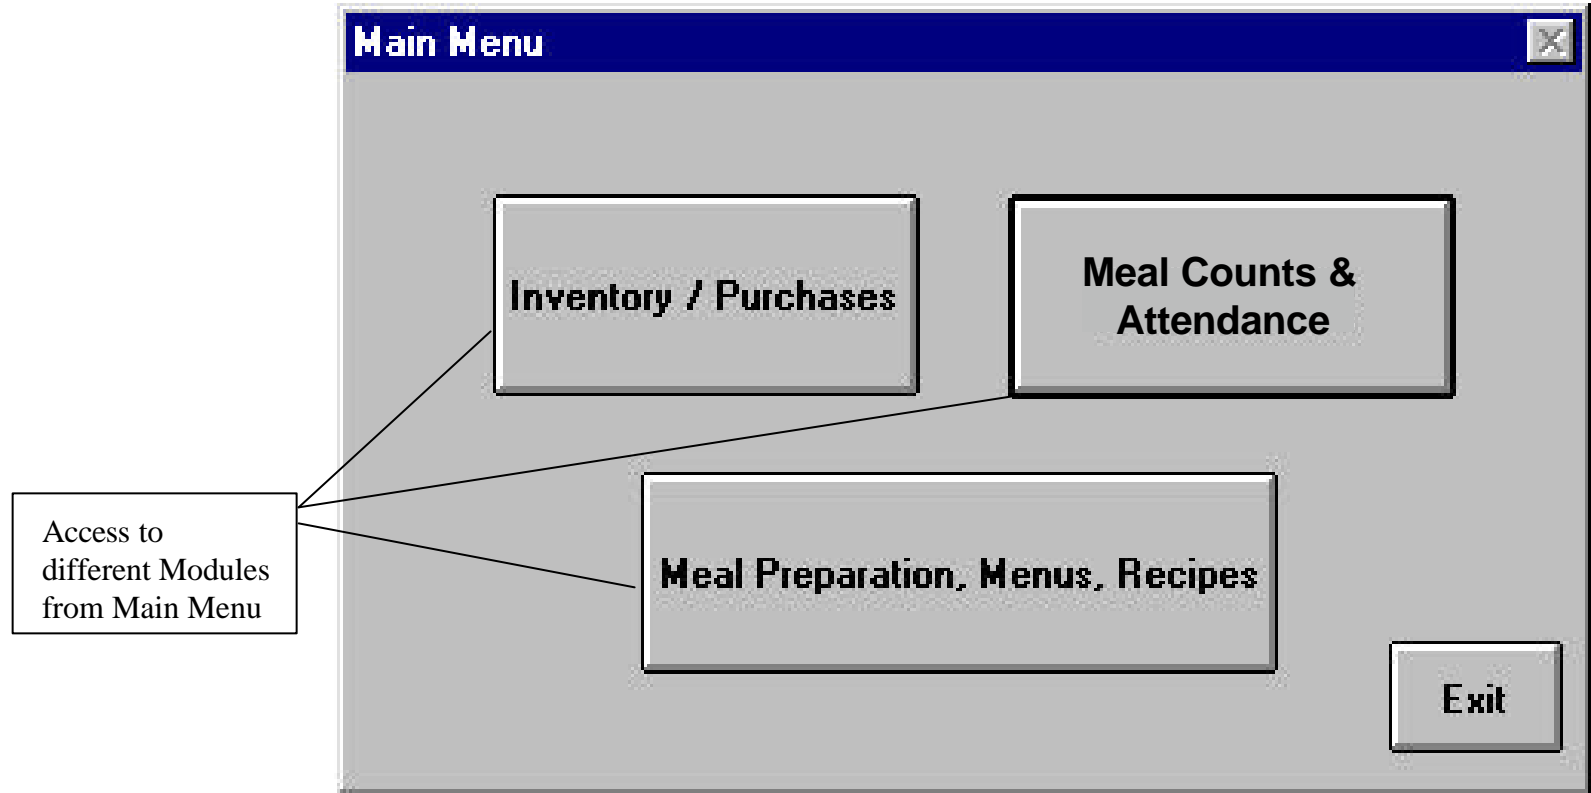 Main Menu
Inventory / Purchases
Meal Counts &
Attendance
Access to
different Modules
from Main Menu
Meal Preparation, Menus, Recipes
Exit